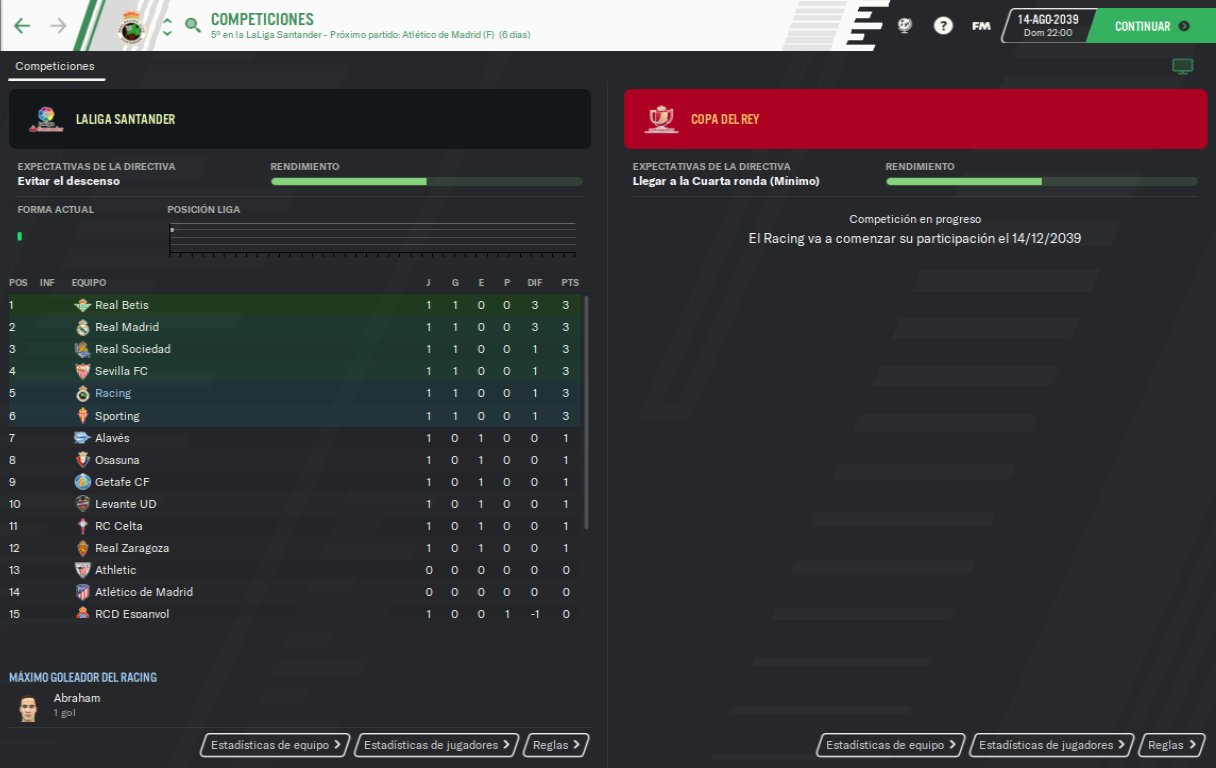 COMPETICIONES
5º en la LaLiga Santander - Próximo partido: Atlético de Madrid (F) (6 días)
?
FM
14-AGO-2039
Dom 22:00
CONTINUAR
Competiciones
LALIGA SANTANDER
EXPECTATIVAS DE LA DIRECTIVA
RENDIMIENTO
Evitar el descenso
FORMA ACTUAL
POSICIÓN LIGA
POS INF EQUIPO J G E P DIF PTS
1 Real Betis 1 1 0 0 3 3
2 Real Madrid 1 1 0 0 3 3
3 Real Sociedad 1 1 0 0 1 3
4 Sevilla FC 1 1 0 0 1 3
5 Racing 1 1 0 0 1 3
6 Sporting 1 1 0 0 1 3
7 Alavés 1 0 1 0 0 1
8 Osasuna 1 0 1 0 0 1
9 Getafe CF 1 0 1 0 0 1
10 Levante UD 1 0 1 0 0 1
11 RC Celta 1 0 1 0 0 1
12 Real Zaragoza 1 0 1 0 0 1
13 Athletic 0 0 0 0 0 0
14 Atlético de Madrid 0 0 0 0 0 0
15 RCD Espanyol 1 0 0 1 -1 0
MÁXIMO GOLEADOR DEL RACING
Abraham
1 gol
Estadísticas de equipo
Estadísticas de jugadores
Reglas
COPA DEL REY
EXPECTATIVAS DE LA DIRECTIVA
RENDIMIENTO
Llegar a la Cuarta ronda (Mínimo)
Competición en progreso
El Racing va a comenzar su participación el 14/12/2039
Estadísticas de equipo
Estadísticas de jugadores
Reglas